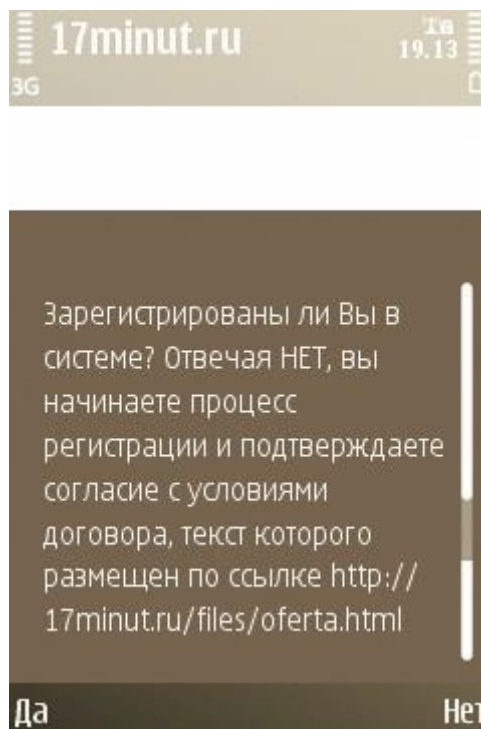 17minut.ru
19.13
3G
Зарегистрированы ли Вы в
системе? Отвечая НЕТ, вы
начинаете процесс
регистрации и подтверждаете
согласие с условиями
договора, текст которого
размещен по ссылке http://
17minut.ru/files/oferta.html
Да Нет